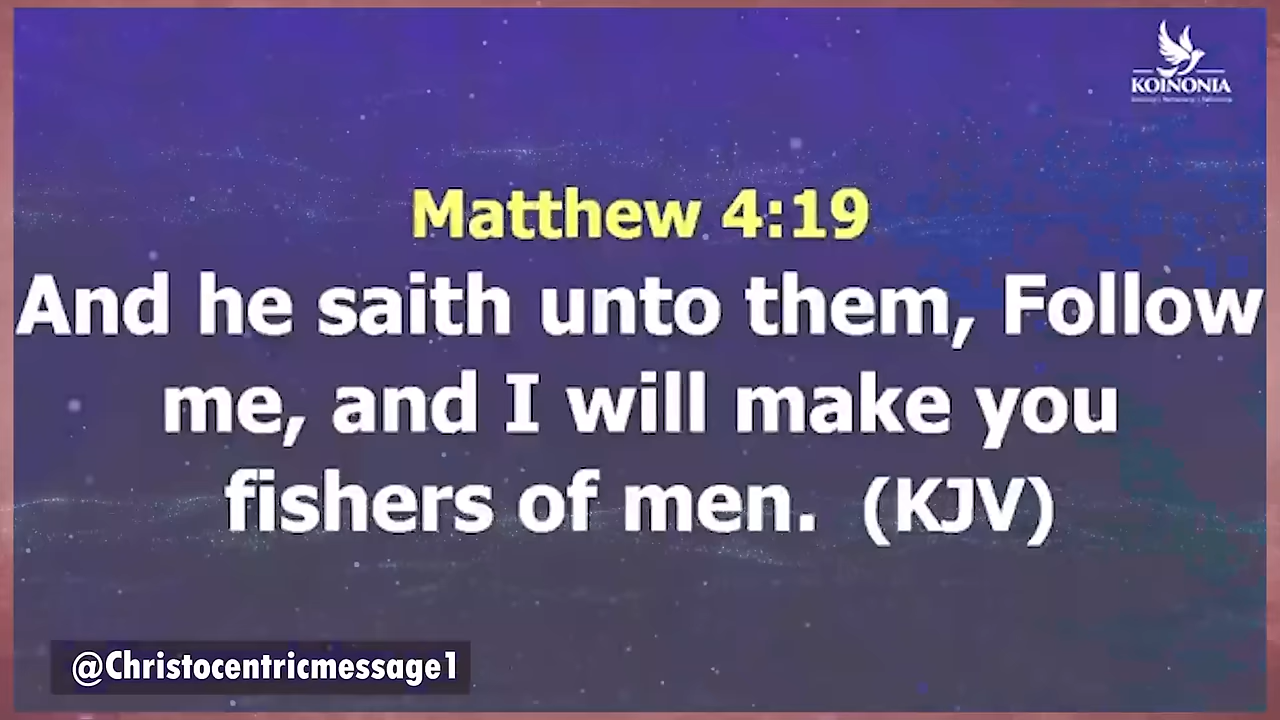 KOINONIA
Matthew 4:19
And he saith unto them, Follow
me, and I will make you
fishers of men. (KJV)
@Christocentricmessage1